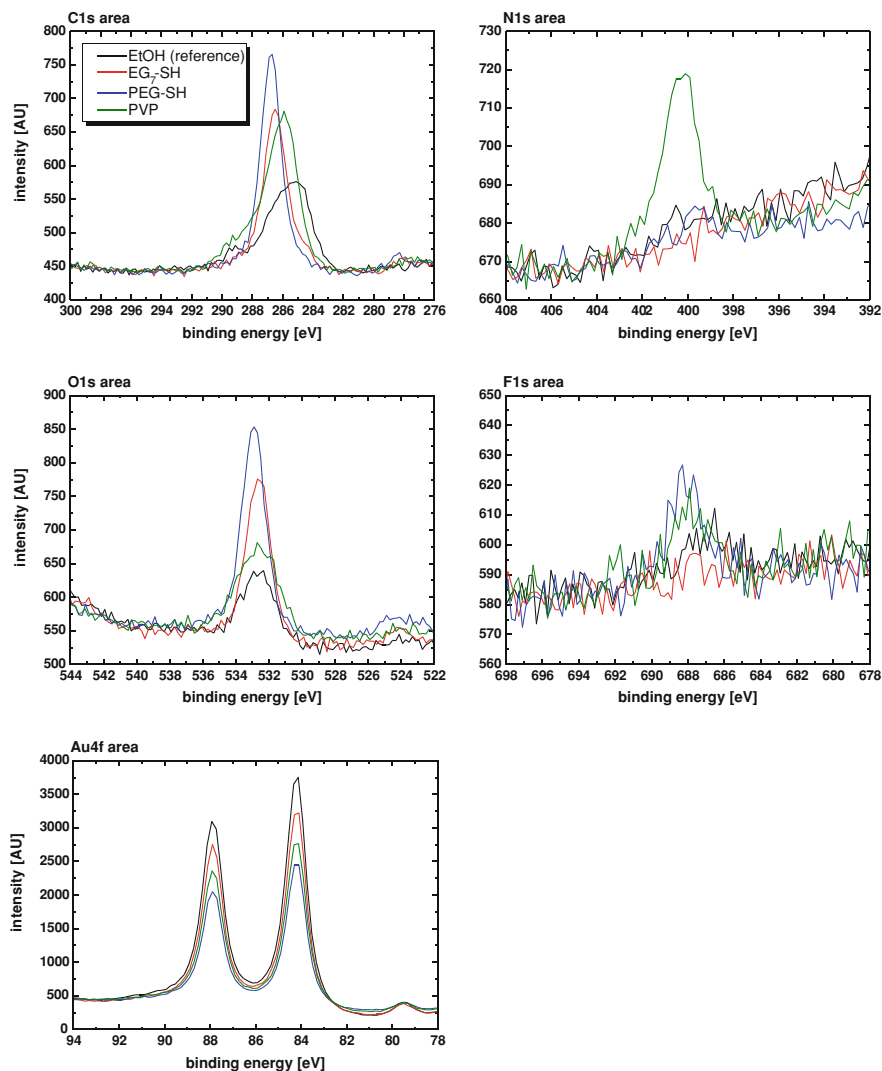 C1s area
800
750
700
650
600
550
500
450
400
intensity [AU]
EtOH (reference)
EG7-SH
PEG-SH
PVP
300 298 296 294 292 290 288 286 284 282 280 278 276
binding energy [eV]
N1s area
730
720
710
700
690
680
670
660
intensity [AU]
408 406 404 402 400 398 396 394 392
binding energy [eV]
O1s area
900
850
800
750
700
650
600
550
500
intensity [AU]
544 542 540 538 536 534 532 530 528 526 524 522
binding energy [eV]
F1s area
650
640
630
620
610
600
590
580
570
560
intensity [AU]
698 696 694 692 690 688 686 684 682 680 678
binding energy [eV]
Au4f area
4000
3500
3000
2500
2000
1500
1000
500
0
intensity [AU]
94 92 90 88 86 84 82 80 78
binding energy [eV]